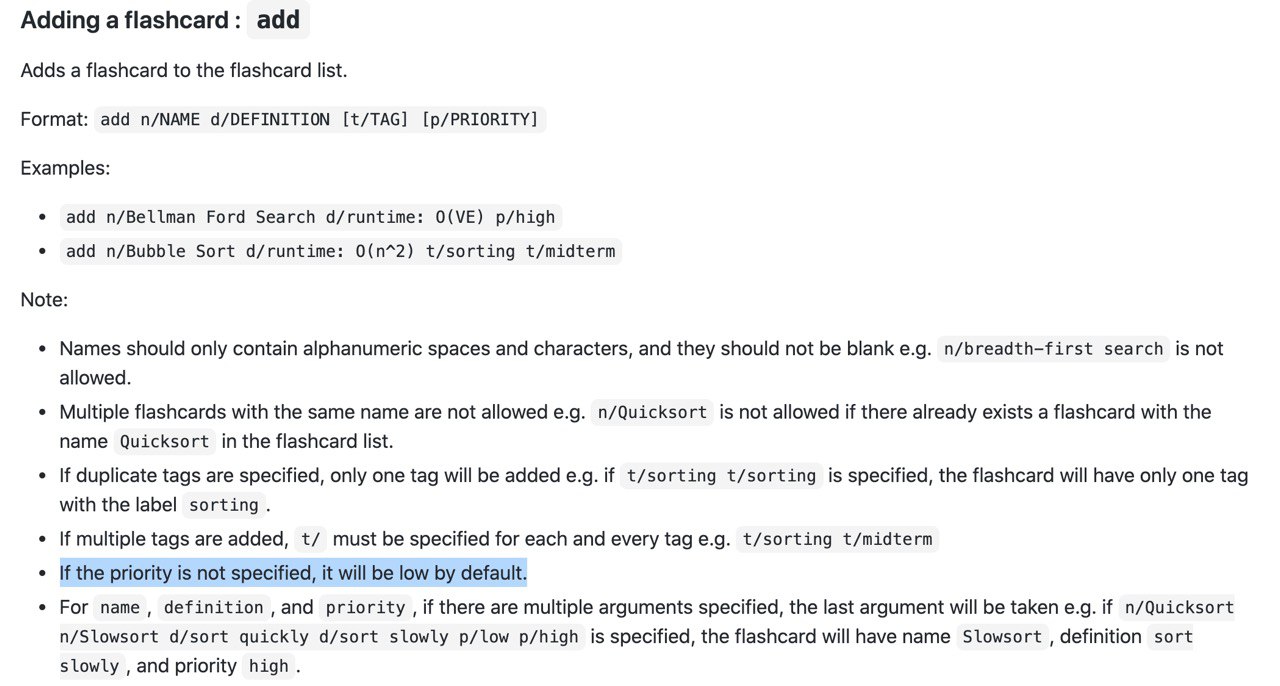 Adding a flashcard : add
Adds a flashcard to the flashcard list.
Format: add n/NAME d/DEFINITION [t/TAG] [p/PRIORITY]
Examples:
• add n/Bellman Ford Search d/runtime: O(VE) p/high
• add n/Bubble Sort d/runtime: O(n^2) t/sorting t/midterm
Note:
• Names should only contain alphanumeric spaces and characters, and they should not be blank e.g. n/breadth-first search is not
allowed.
• Multiple flashcards with the same name are not allowed e.g. n/Quicksort is not allowed if there already exists a flashcard with the
name Quicksort in the flashcard list.
• If duplicate tags are specified, only one tag will be added e.g. if t/sorting t/sorting is specified, the flashcard will have only one tag
with the label sorting .
• If multiple tags are added, t/ must be specified for each and every tag e.g. t/sorting t/midterm
• If the priority is not specified, it will be low by default.
• For name , definition , and priority , if there are multiple arguments specified, the last argument will be taken e.g. if n/Quicksort
n/Slowsort d/sort quickly d/sort slowly p/low p/high is specified, the flashcard will have name Slowsort , definition sort
slowly , and priority high .